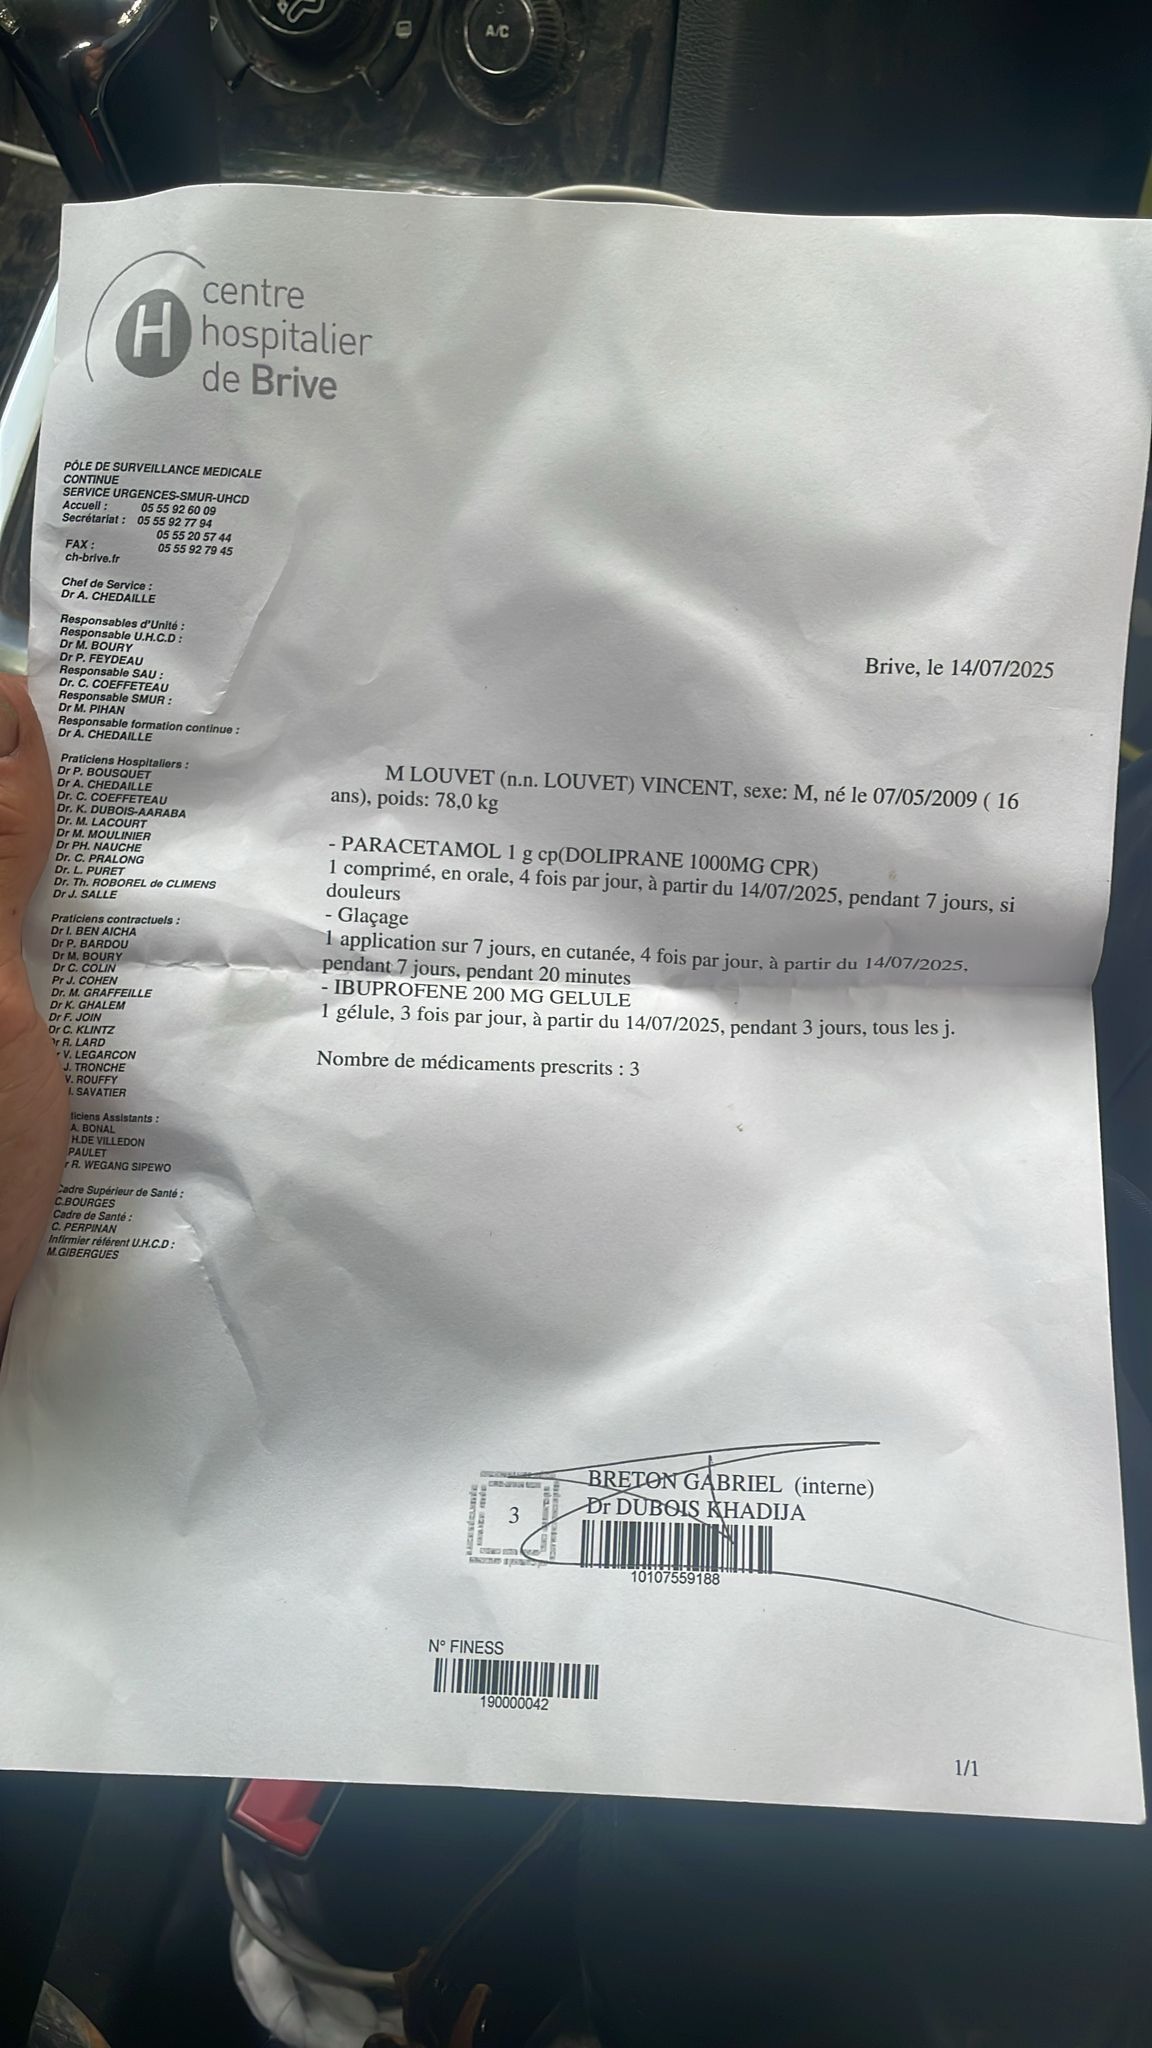 A/C
centre
hospitalier
de Brive
H
PÔLE DE SURVEILLANCE MEDICALE
CONTINUE
SERVICE URGENCES-SMUR-UHCD
Accueil : 05 55 92 60 09
Secrétariat : 05 55 92 77 94
05 55 20 57 44
FAX : 05 55 92 79 45
ch-brive.fr
Chef de Service :
Dr A. CHEDAILLE
Responsables d'Unité :
Responsable U.H.C.D :
Dr M. BOURY
Dr P. FEYDEAU
Responsable SAU :
Dr. C. COEFFETEAU
Responsable SMUR :
Dr M. PIHAN
Responsable formation continue :
Dr A. CHEDAILLE
Praticiens Hospitaliers :
Dr P. BOUSQUET
Dr A. CHEDAILLE
Dr. C. COEFFETEAU
Dr. K. DUBOIS-AARABA
Dr. M. LACOURT
Dr M. MOULINIER
Dr PH. NAUCHE
Dr. C. PRALONG
Dr. L. PURET
Dr. Th. ROBOREL de CLIMENS
Dr J. SALLE
Praticiens contractuels :
Dr I. BEN AICHA
Dr P. BARDOU
Dr M. BOURY
Dr C. COLIN
Pr J. COHEN
Dr. M. GRAFFEILLE
Dr K. GHALEM
Dr F. JOIN
Dr C. KLINTZ
Dr R. LARD
V. LEGARCON
J. TRONCHE
V. ROUFFY
I. SAVATIER
ticiens Assistants :
A. BONAL
H.DE VILLEDON
PAULET
r R. WEGANG SIPEWO
Cadre Supérieur de Santé :
C.BOURGES
Cadre de Santé :
C. PERPINAN
Infirmier référent U.H.C.D :
M.GIBERGUES
Brive, le 14/07/2025
M LOUVET (n.n. LOUVET) VINCENT, sexe: M, né le 07/05/2009 ( 16
ans), poids: 78,0 kg
- PARACETAMOL 1 g cp(DOLIPRANE 1000MG CPR)
1 comprimé, en orale, 4 fois par jour, à partir du 14/07/2025, pendant 7 jours, si
douleurs
- Glaçage
1 application sur 7 jours, en cutanée, 4 fois par jour, à partir du 14/07/2025,
pendant 7 jours, pendant 20 minutes
- IBUPROFENE 200 MG GELULE
1 gélule, 3 fois par jour, à partir du 14/07/2025, pendant 3 jours, tous les j.
Nombre de médicaments prescrits : 3
3
BRETON GABRIEL (interne)
Dr DUBOIS KHADIJA
10107559188
N° FINESS
190000042
1/1